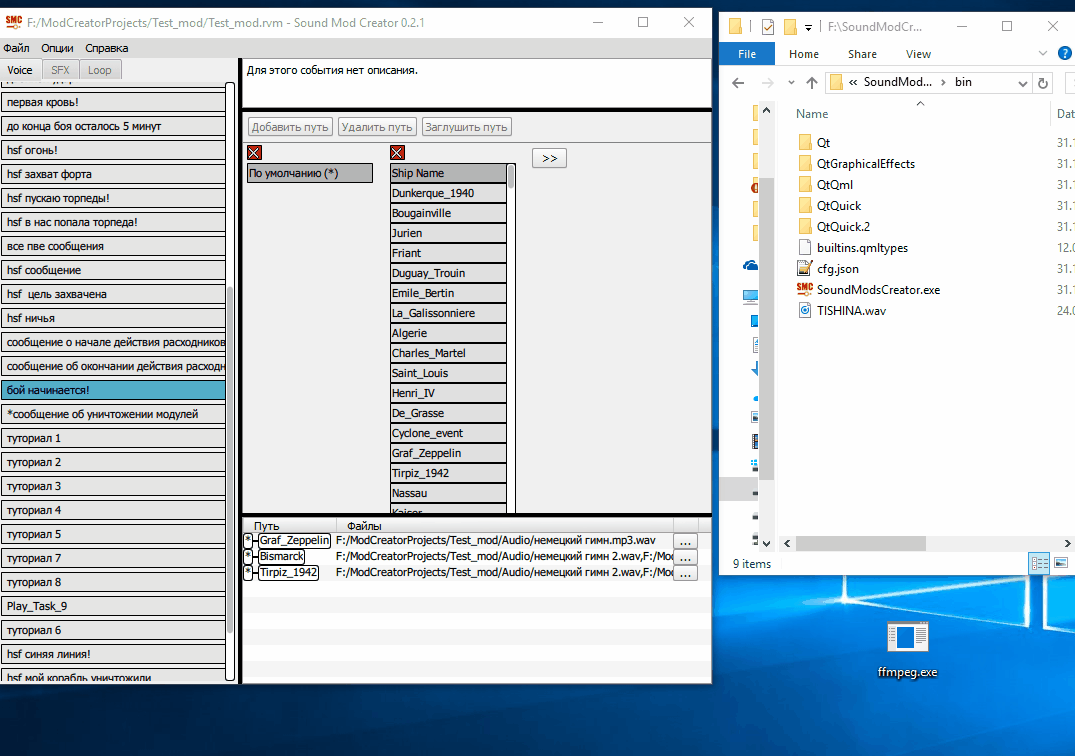 SMC F:/ModCreatorProjects/Test_mod/Test_mod.rvm - Sound Mod Creator 0.2.1
Файл Опции Справка
Voice SFX Loop
первая кровь!
до конца боя осталось 5 минут
hsf огонь!
hsf захват форта
hsf пускаю торпеды!
hsf в нас попала торпеда!
все пве сообщения
hsf сообщение
hsf цель захвачена
hsf ничья
сообщение о начале действия расходников
сообщение об окончании действия расходн
бой начинается!
*сообщение об уничтожении модулей
туториал 1
туториал 2
туториал 3
туториал 4
туториал 5
туториал 7
туториал 8
Play_Task_9
туториал 6
hsf синяя линия!
hsf мой корабль уничтожили
Для этого события нет описания.
Добавить путь Удалить путь Заглушить путь
По умолчанию (*)
Ship Name
Dunkerque_1940
Bougainville
Jurien
Friant
Duguay_Trouin
Emile_Bertin
La_Galissonniere
Algerie
Charles_Martel
Saint_Louis
Henri_IV
De_Grasse
Cyclone_event
Graf_Zeppelin
Tirpiz_1942
Nassau
Kaiser
>>
Путь Файлы
* Graf_Zeppelin F:/ModCreatorProjects/Test_mod/Audio/немецкий гимн.mp3.wav ...
* Bismarck F:/ModCreatorProjects/Test_mod/Audio/немецкий гимн 2.wav,F:/Mod ...
* Tirpiz_1942 F:/ModCreatorProjects/Test_mod/Audio/немецкий гимн 2.wav,F:/Mod ...
F:\SoundModCr...
File Home Share View
« SoundMod... › bin
Name Dat
Qt 31.1
QtGraphicalEffects 31.1
QtQml 31.1
QtQuick 31.1
QtQuick.2 31.1
builtins.qmltypes 12.0
cfg.json 31.1
SMC SoundModsCreator.exe 31.1
TISHINA.wav 24.0
9 items
ffmpeg.exe